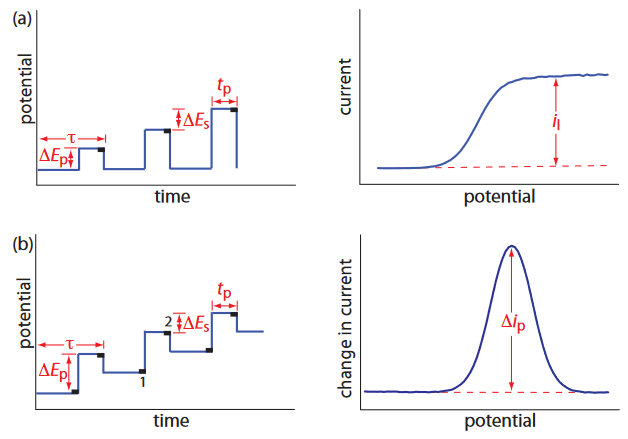 (a)
potential
τ
ΔEp
ΔEs
tp
time
current
il
potential
(b)
potential
τ
ΔEp
1
2
ΔEs
tp
time
change in current
Δip
potential